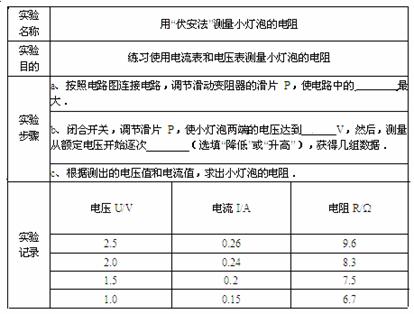 实验名称 用“伏安法”测量小灯泡的电阻
实验目的 练习使用电流表和电压表测量小灯泡的电阻
实验步骤
a、按照电路图连接电路，调节滑动变阻器的滑片 P，使电路中的______最
大．
b、闭合开关，调节滑片 P，使小灯泡两端的电压达到_____V，然后，测量
从额定电压开始逐次______（选填“降低’或“升高”），获得几组数据．
c、根据测出的电压值和电流值，求出小灯泡的电阻．
实验记录
电压 U/V 电流 I/A 电阻 R/Ω
2.5 0.26 9.6
2.0 0.24 8.3
1.5 0.2 7.5
1.0 0.15 6.7